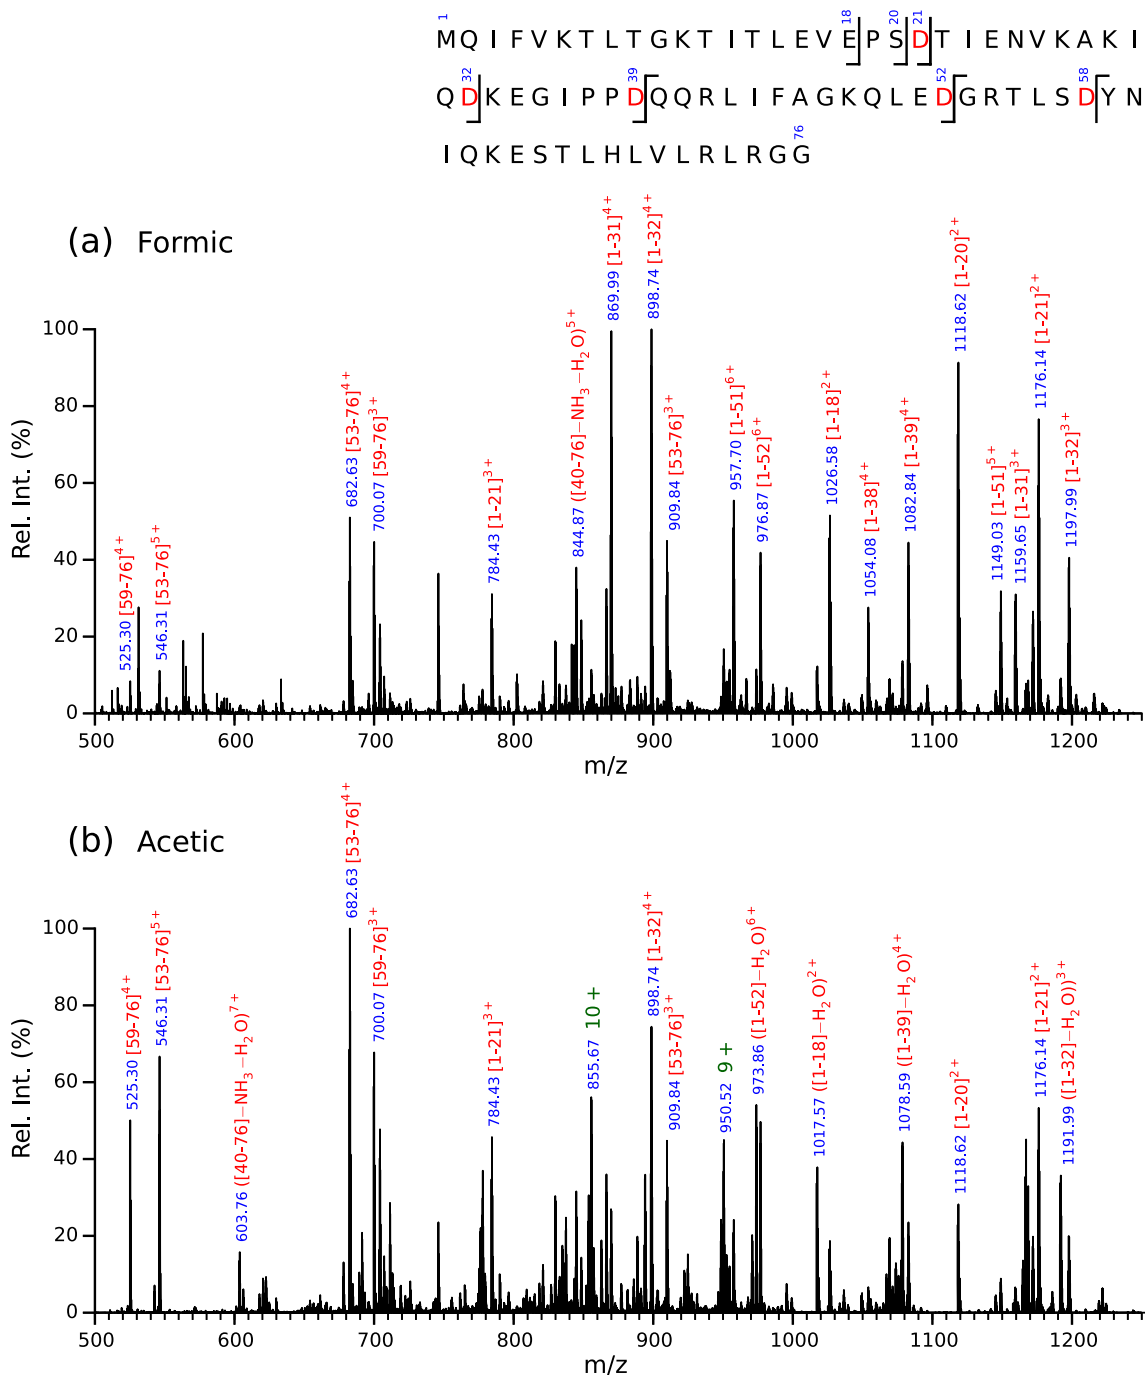 1 18 20 21
MQIFVKTLTGKTITLEVEPSDTIENVKAKI
32 39 52 58
QDKEGIPPDQQRLIFAGKQLEDGRTLSDYN
76
IQKESTLHLVLRLRGG
(a) Formic
Rel. Int. (%)
100
80
60
40
20
0
525.30 [59-76]4+
546.31 [53-76]5+
682.63 [53-76]4+
700.07 [59-76]3+
784.43 [1-21]3+
844.87 ([40-76]−NH3−H2O)5+
869.99 [1-31]4+
898.74 [1-32]4+
909.84 [53-76]3+
957.70 [1-51]6+
976.87 [1-52]6+
1026.58 [1-18]2+
1054.08 [1-38]4+
1082.84 [1-39]4+
1118.62 [1-20]2+
1149.03 [1-51]5+
1159.65 [1-31]3+
1176.14 [1-21]2+
1197.99 [1-32]3+
500 600 700 800 900 1000 1100 1200
m/z
(b) Acetic
Rel. Int. (%)
100
80
60
40
20
0
525.30 [59-76]4+
546.31 [53-76]5+
603.76 ([40-76]−NH3−H2O)7+
682.63 [53-76]4+
700.07 [59-76]3+
784.43 [1-21]3+
855.67 10+
898.74 [1-32]4+
909.84 [53-76]3+
950.52 9+
973.86 ([1-52]−H2O)6+
1017.57 ([1-18]−H2O)2+
1078.59 ([1-39]−H2O)4+
1118.62 [1-20]2+
1176.14 [1-21]2+
1191.99 ([1-32]−H2O))3+
500 600 700 800 900 1000 1100 1200
m/z